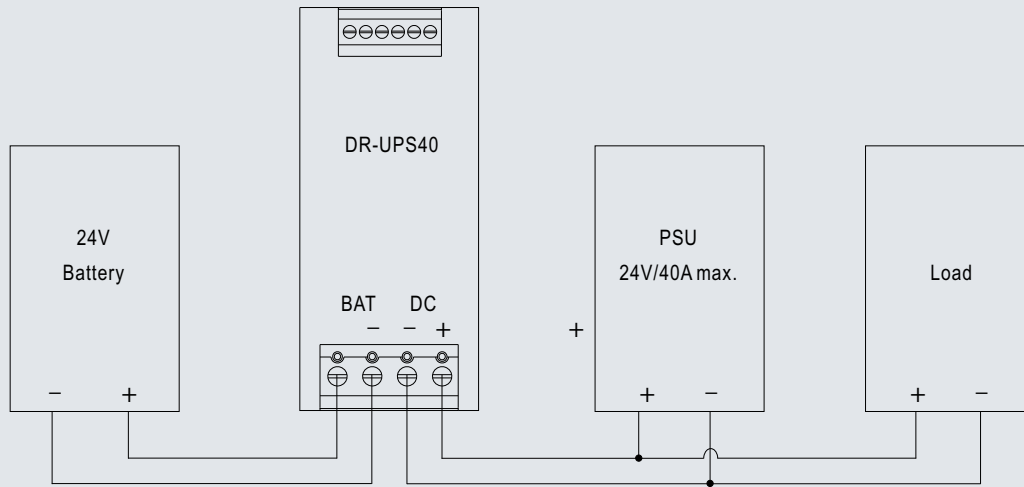 DR-UPS40
24V
Battery
PSU
24V/40A max.
Load
BAT DC
− − + +
− + + − + −